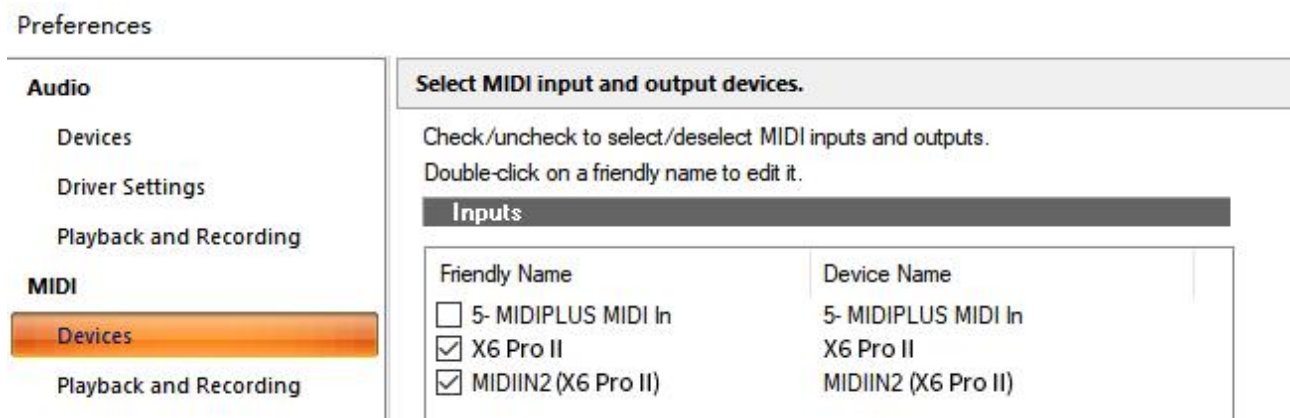 Preferences
Audio
Devices
Driver Settings
Playback and Recording
MIDI
Devices
Playback and Recording
Select MIDI input and output devices.
Check/uncheck to select/deselect MIDI inputs and outputs.
Double-click on a friendly name to edit it.
Inputs
Friendly Name Device Name
5- MIDIPLUS MIDI In 5- MIDIPLUS MIDI In
X6 Pro II X6 Pro II
MIDIIN2 (X6 Pro II) MIDIIN2 (X6 Pro II)